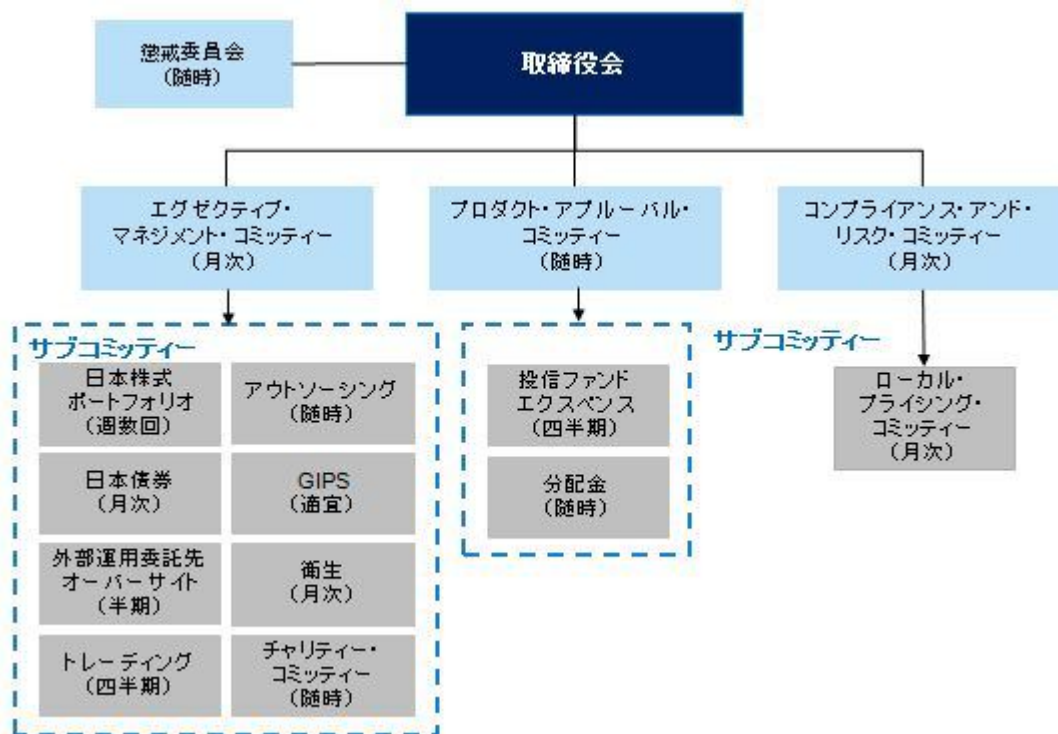 懲戒委員会
(随時)
取締役会
エグゼクティブ・
マネジメント・コミッティー
(月次)
プロダクト・アプルーバル・
コミッティー
(随時)
コンプライアンス・アンド・
リスク・コミッティー
(月次)
サブコミッティー
日本株式
ポートフォリオ
(週数回)
アウトソーシング
(随時)
日本債券
(月次)
GIPS
(適宜)
外部運用委託先
オーバーサイト
(半期)
衛生
(月次)
トレーディング
(四半期)
チャリティー・
コミッティー
(随時)
投信ファンド
エクスペンス
(四半期)
分配金
(随時)
サブコミッティー
ローカル・
プライシング・
コミッティー
(月次)